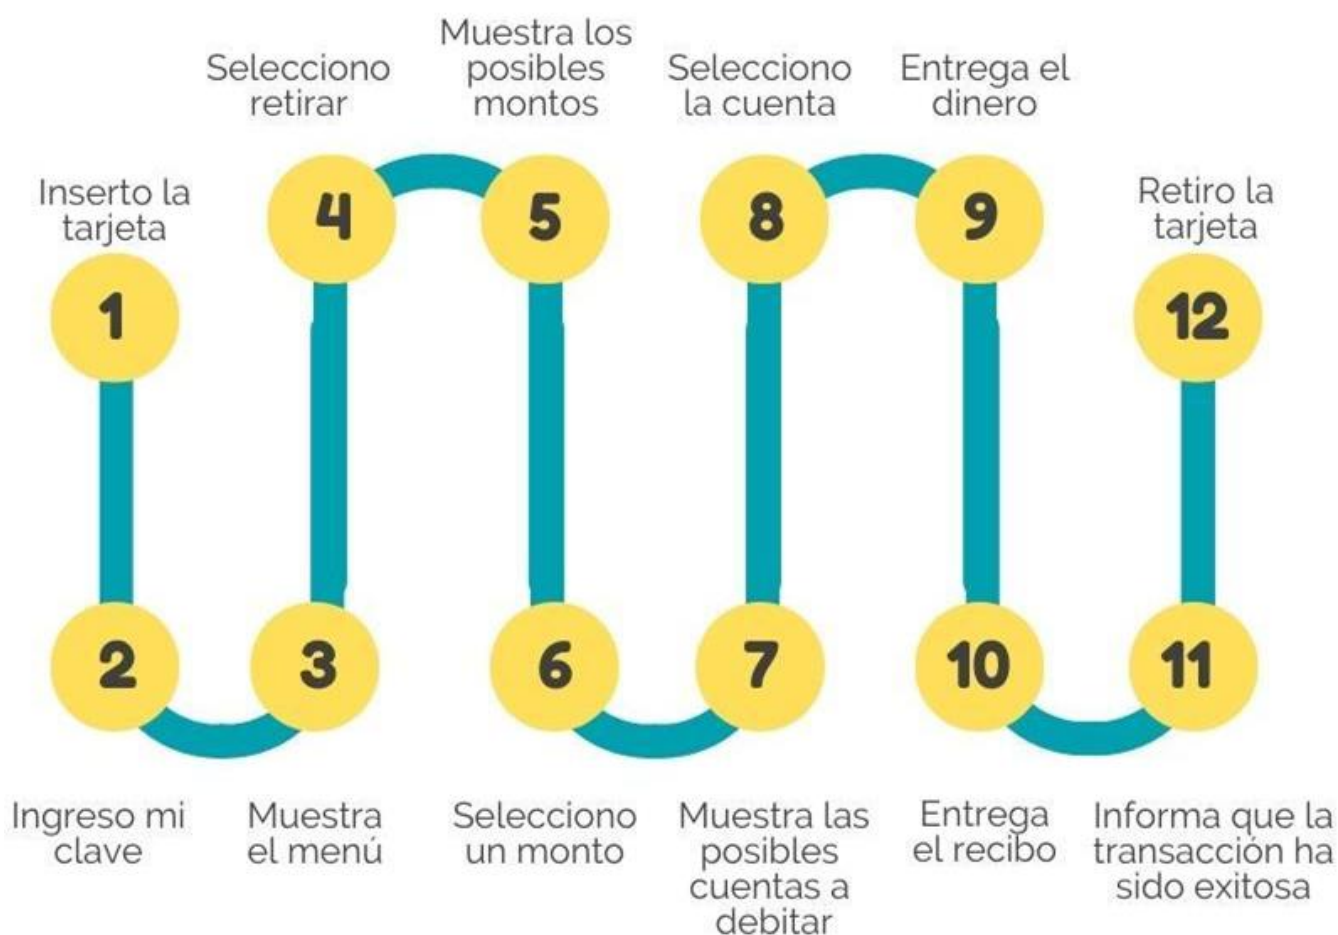 Inserto la
tarjeta
1
2
Ingreso mi
clave
3
Muestra
el menú
Selecciono
retirar
4
Muestra los
posibles
montos
5
6
Selecciono
un monto
7
Muestra las
posibles
cuentas a
debitar
Selecciono
la cuenta
8
Entrega el
dinero
9
10
Entrega
el recibo
11
Informa que la
transacción ha
sido exitosa
Retiro la
tarjeta
12